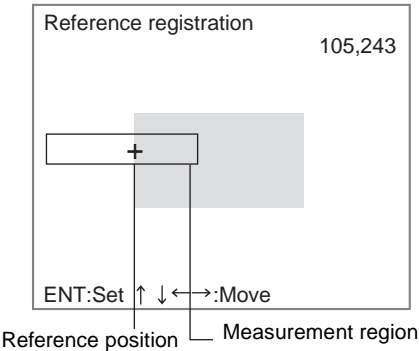 Reference registration
105,243
+
ENT:Set ↑ ↓←→:Move
Reference position
Measurement region